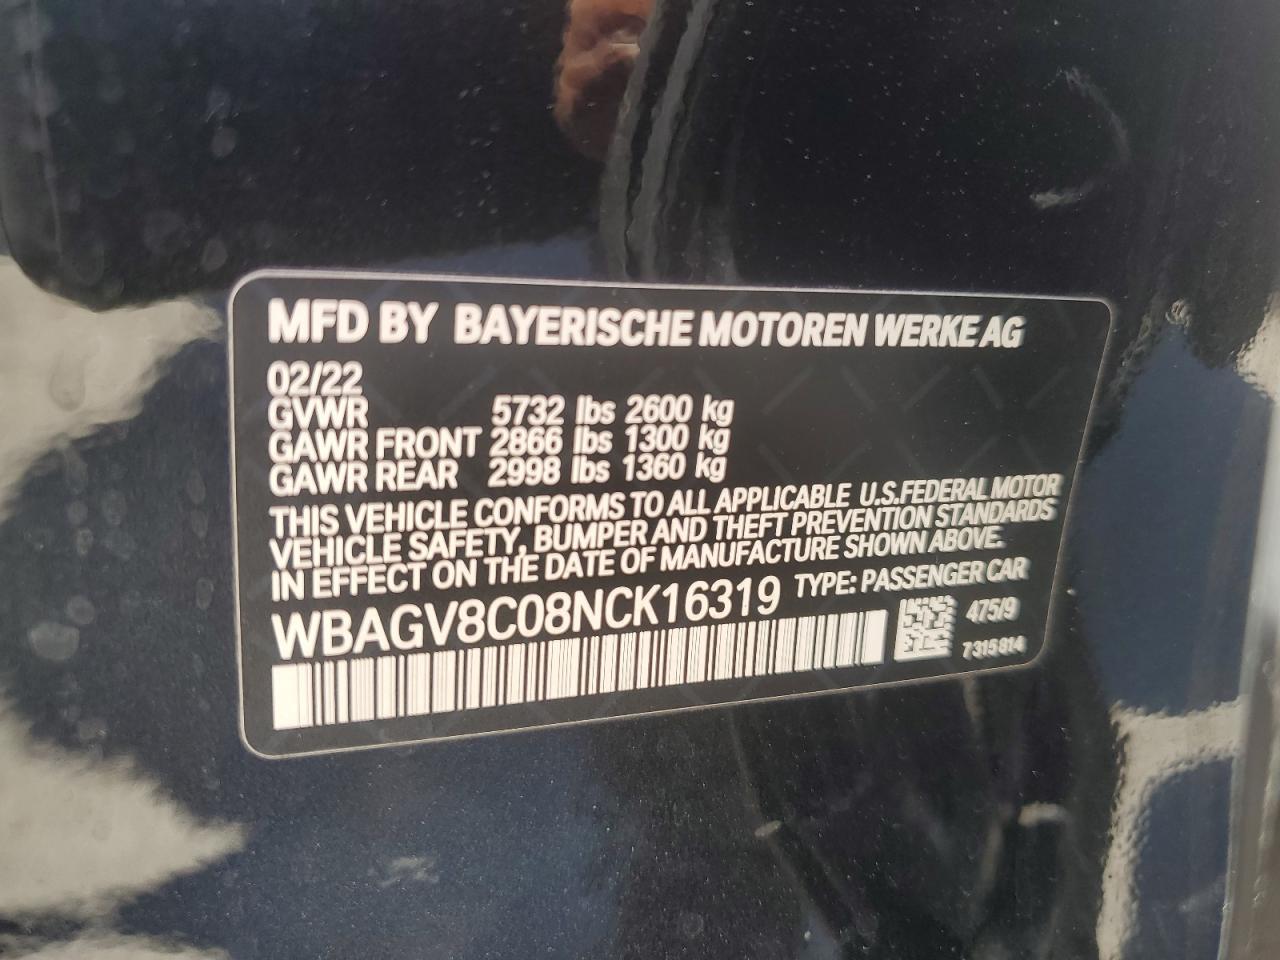 MFD BY BAYERISCHE MOTOREN WERKE AG
02/22
GVWR 5732 lbs 2600 kg
GAWR FRONT 2866 lbs 1300 kg
GAWR REAR 2998 lbs 1360 kg
THIS VEHICLE CONFORMS TO ALL APPLICABLE U.S.FEDERAL MOTOR
VEHICLE SAFETY, BUMPER AND THEFT PREVENTION STANDARDS
IN EFFECT ON THE DATE OF MANUFACTURE SHOWN ABOVE.
WBAGV8C08NCK16319 TYPE: PASSENGER CAR
475/9
7315814